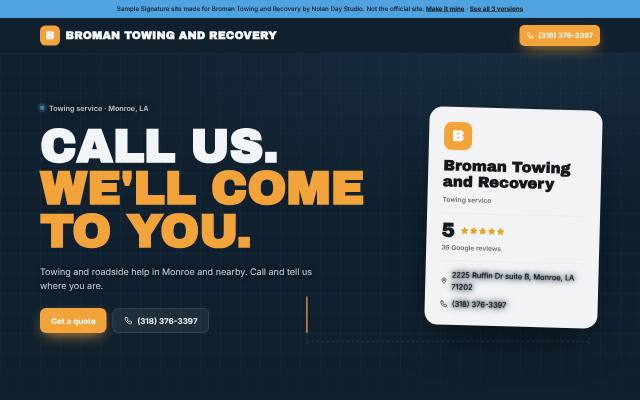 Sample Signature site made for Broman Towing and Recovery by Nolan Day Studio. Not the official site. Make it mine · See all 3 versions
B BROMAN TOWING AND RECOVERY
(318) 376-3397
Towing service · Monroe, LA
CALL US.
WE'LL COME
TO YOU.
Towing and roadside help in Monroe and nearby. Call and tell us
where you are.
Get a quote
(318) 376-3397
B
Broman Towing
and Recovery
Towing service
5 ★★★★★
36 Google reviews
2225 Ruffin Dr suite B, Monroe, LA
71202
(318) 376-3397